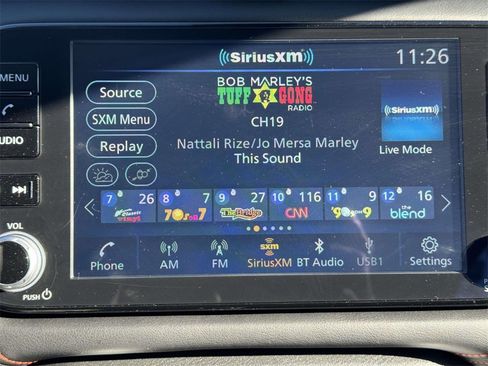 ((SiriusXM))
11:26
MENU
AUDIO
VOL
PUSH
Source
SXM Menu
Replay
BOB MARLEY'S
TUFF GONG
RADIO
CH19
Nattali Rize/Jo Mersa Marley
This Sound
((SiriusXM))
Live Mode
7 26 8 7 9 27 10 116 11 9 12 16
Classic vinyl 70s on 7 The Bridge CNN '90s on 9 the blend
Phone AM FM SiriusXM BT Audio USB1 Settings
sxm